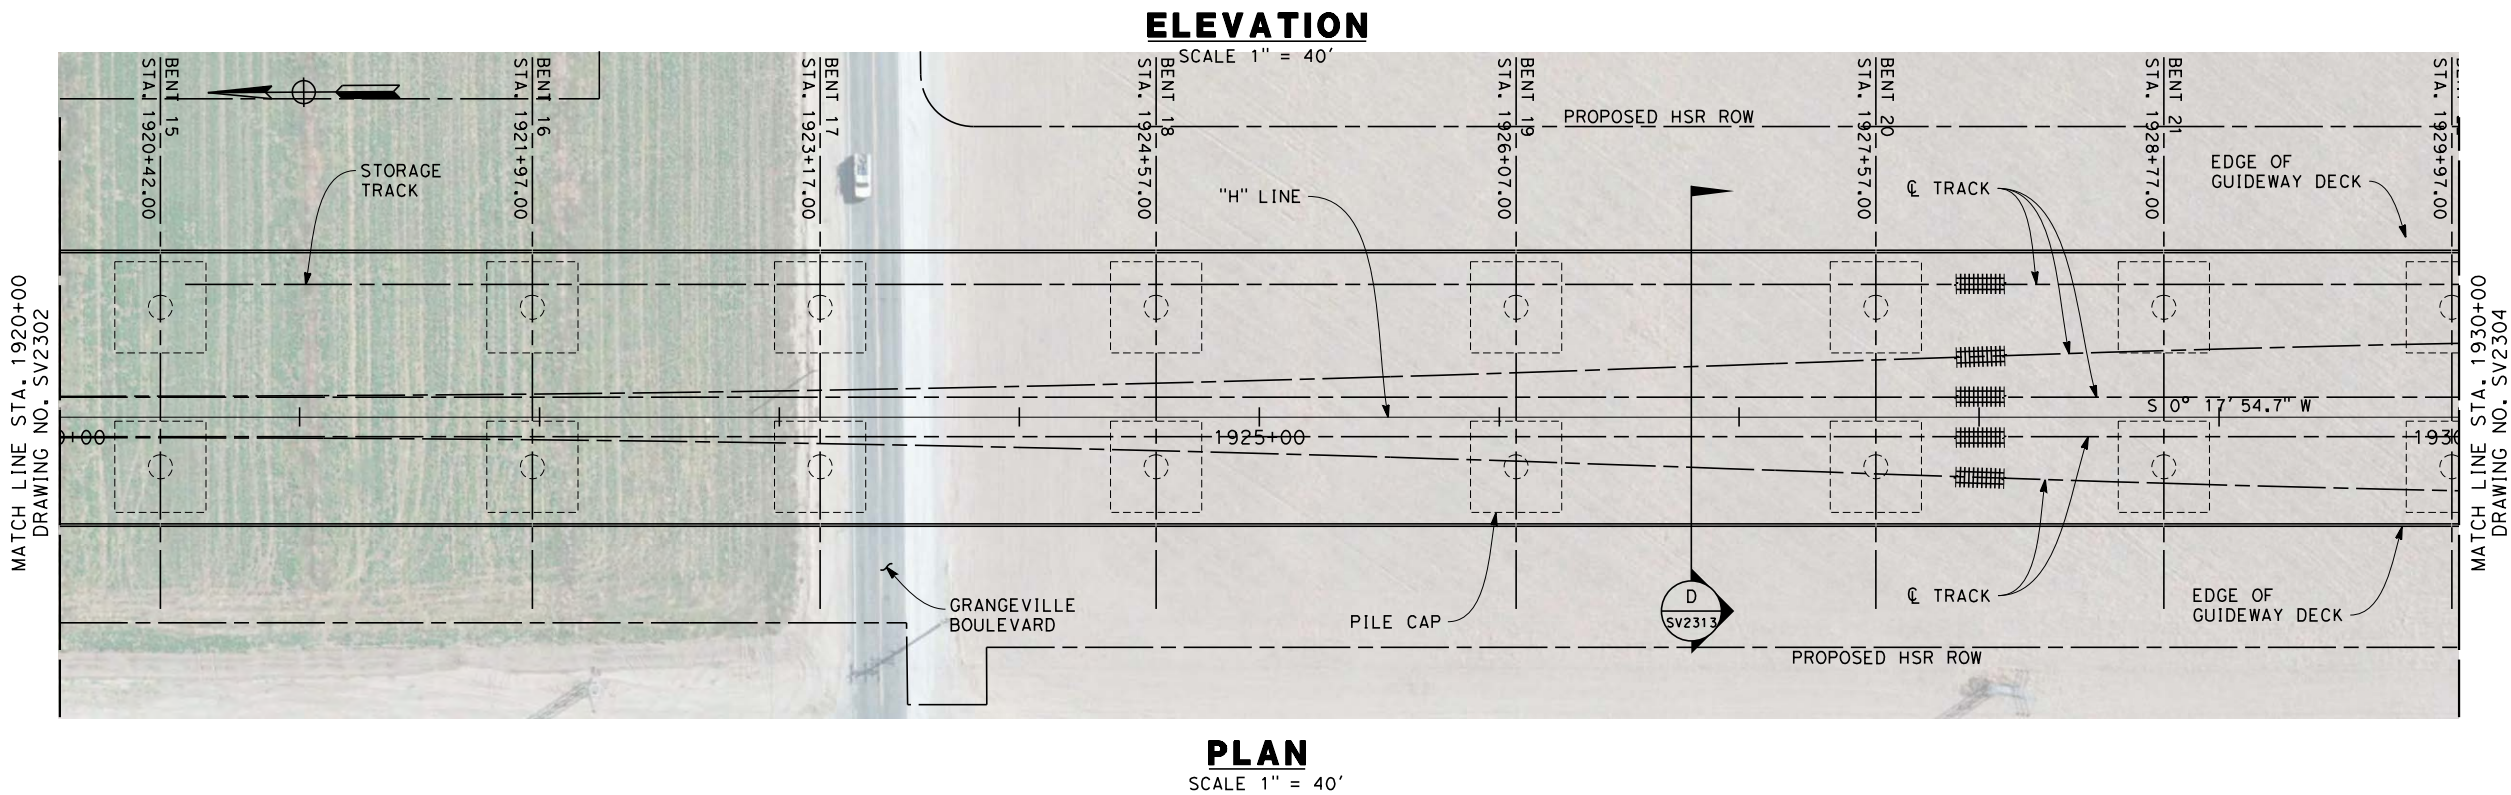 ELEVATION
SCALE 1" = 40'
BENT 15
STA. 1920+42.00
BENT 16
STA. 1921+97.00
BENT 17
STA. 1923+17.00
BENT 18
STA. 1924+57.00
BENT 19
STA. 1926+07.00
BENT 20
STA. 1927+57.00
BENT 21
STA. 1928+77.00
STA. 1929+97.00
PROPOSED HSR ROW
STORAGE
TRACK
"H" LINE
℄ TRACK
EDGE OF
GUIDEWAY DECK
MATCH LINE STA. 1920+00
DRAWING NO. SV2302
MATCH LINE STA. 1930+00
DRAWING NO. SV2304
S 0° 17' 54.7" W
0+00
1925+00
1930
GRANGEVILLE
BOULEVARD
PILE CAP
D
SV2313
℄ TRACK
EDGE OF
GUIDEWAY DECK
PROPOSED HSR ROW
PLAN
SCALE 1" = 40'